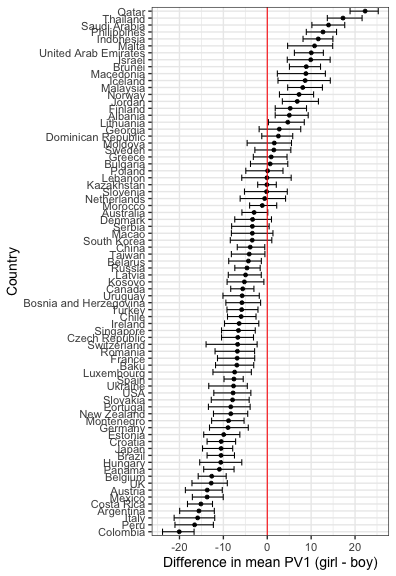 Qatar
Thailand
Saudi Arabia
Philippines
Indonesia
Malta
United Arab Emirates
Israel
Brunei
Macedonia
Iceland
Malaysia
Norway
Jordan
Finland
Albania
Lithuania
Georgia
Dominican Republic
Moldova
Sweden
Greece
Bulgaria
Poland
Lebanon
Kazakhstan
Slovenia
Netherlands
Morocco
Australia
Denmark
Serbia
Macao
South Korea
China
Taiwan
Belarus
Russia
Latvia
Kosovo
Canada
Uruguay
Bosnia and Herzegovina
Turkey
Chile
Ireland
Singapore
Czech Republic
Switzerland
Romania
France
Baku
Luxembourg
Spain
Ukraine
USA
Slovakia
Portugal
New Zealand
Montenegro
Germany
Estonia
Croatia
Japan
Brazil
Hungary
Panama
Belgium
UK
Austria
Mexico
Costa Rica
Argentina
Italy
Peru
Colombia
Country
-20 -10 0 10 20
Difference in mean PV1 (girl - boy)